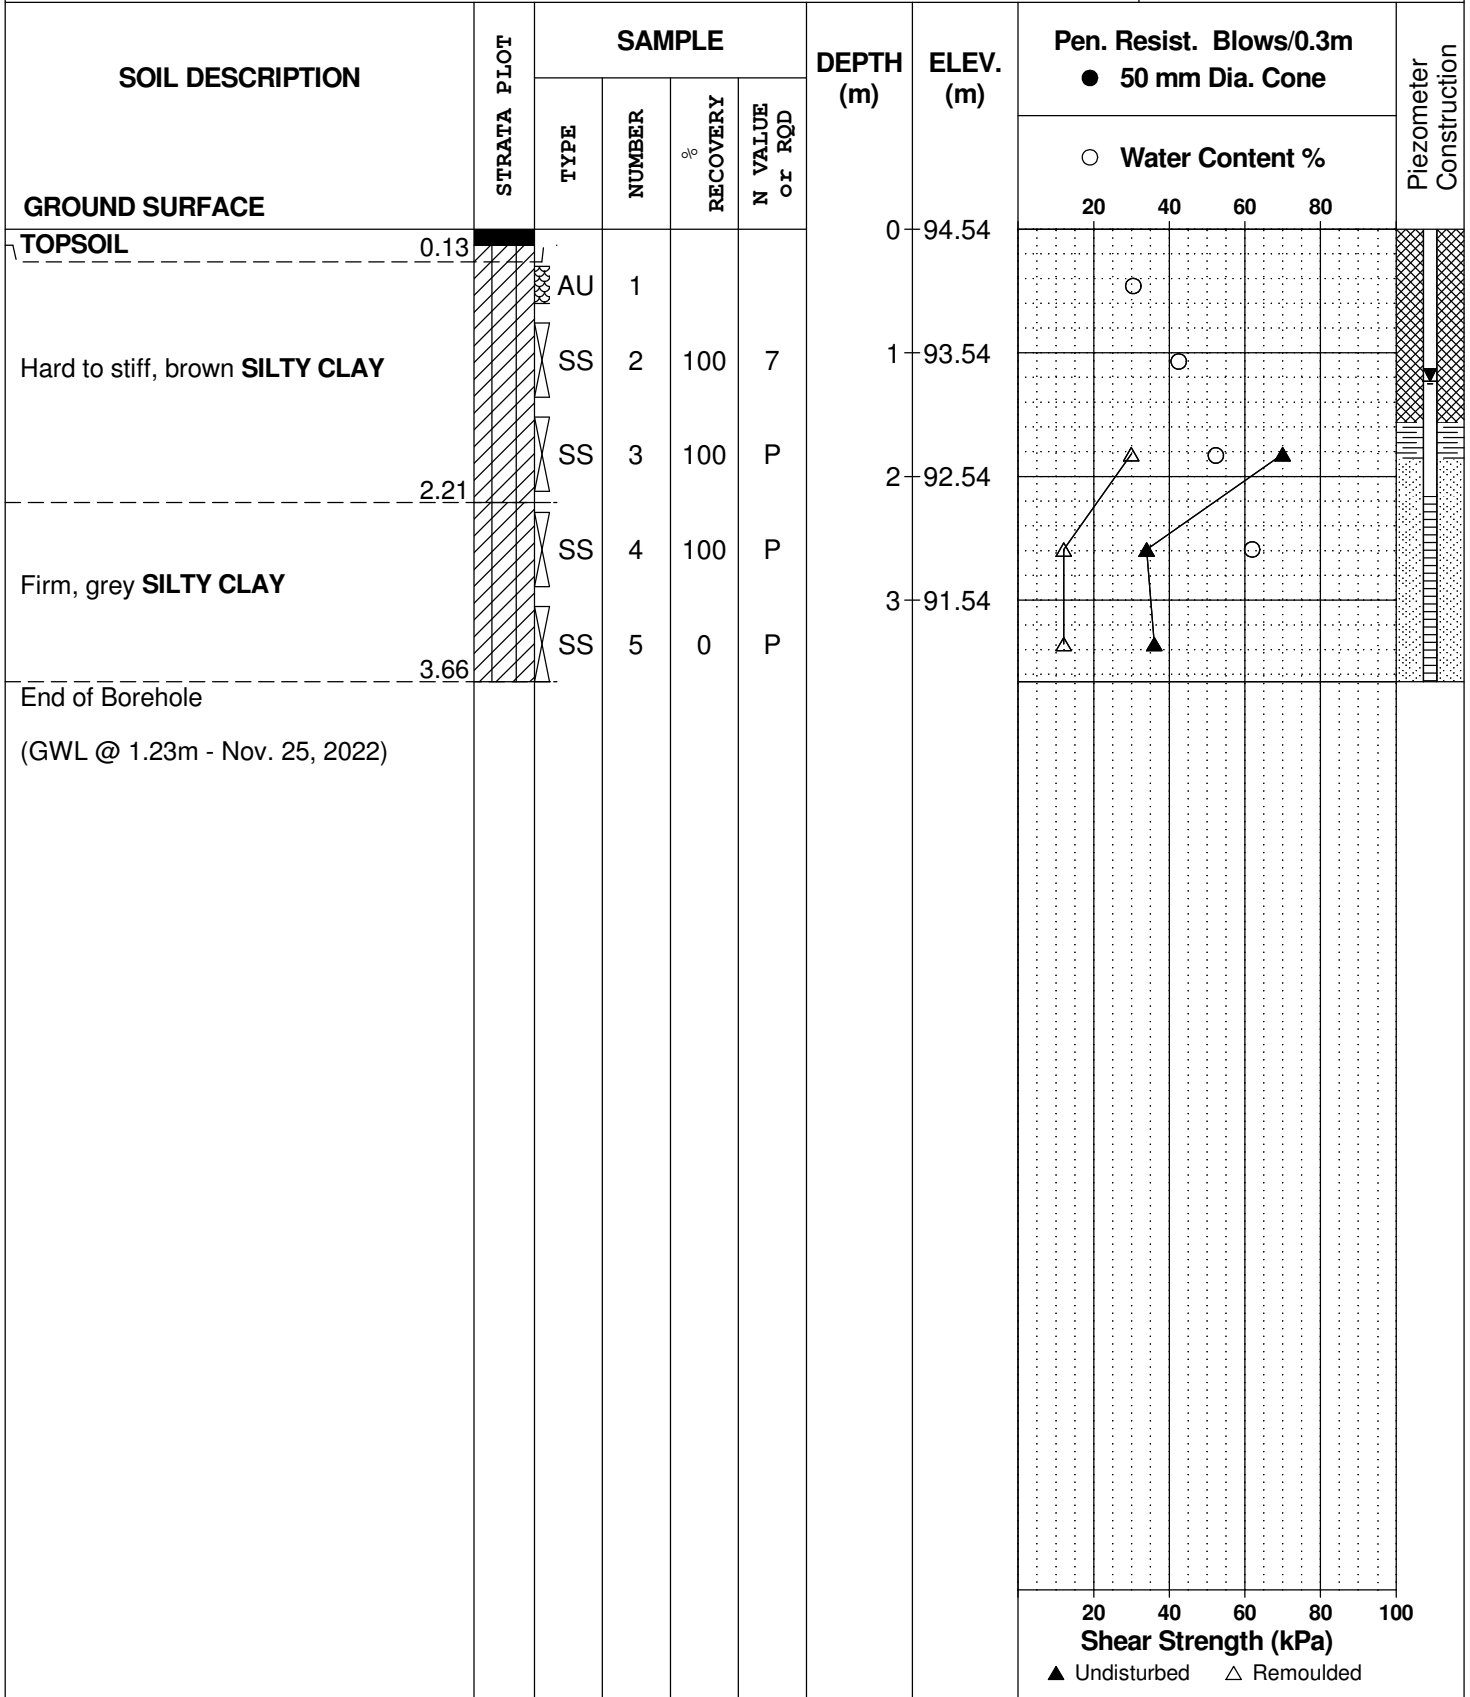 SOIL DESCRIPTION
GROUND SURFACE
STRATA PLOT
SAMPLE
TYPE
NUMBER
%
RECOVERY
N VALUE
or RQD
DEPTH
(m)
ELEV.
(m)
Pen. Resist. Blows/0.3m
● 50 mm Dia. Cone
○ Water Content %
20 40 60 80
Piezometer
Construction
0 94.54
TOPSOIL 0.13
AU 1
Hard to stiff, brown SILTY CLAY
SS 2 100 7
1 93.54
SS 3 100 P
2 92.54
2.21
SS 4 100 P
Firm, grey SILTY CLAY
3 91.54
SS 5 0 P
3.66
End of Borehole
(GWL @ 1.23m - Nov. 25, 2022)
20 40 60 80 100
Shear Strength (kPa)
▲ Undisturbed △ Remoulded